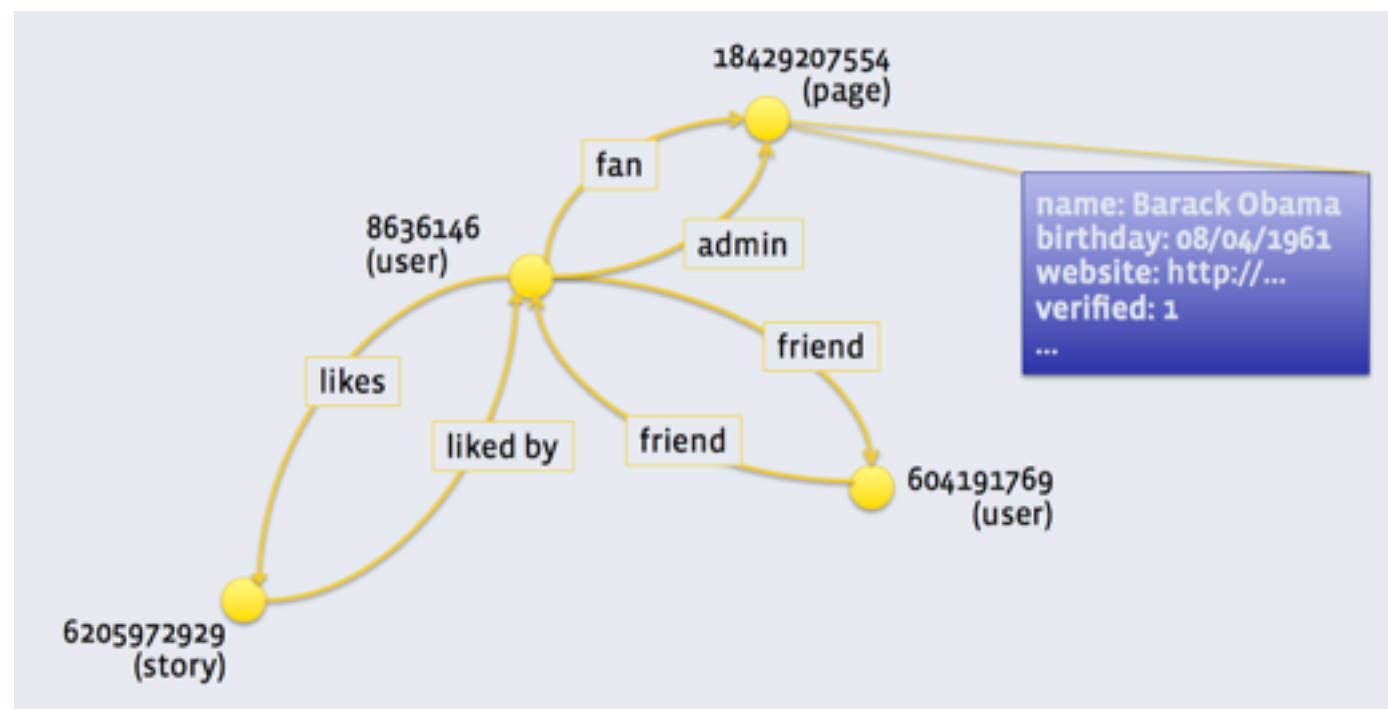 18429207554
(page)
fan
8636146
(user)
admin
name: Barack Obama
birthday: 08/04/1961
website: http://...
verified: 1
...
friend
likes
liked by
friend
604191769
(user)
6205972929
(story)